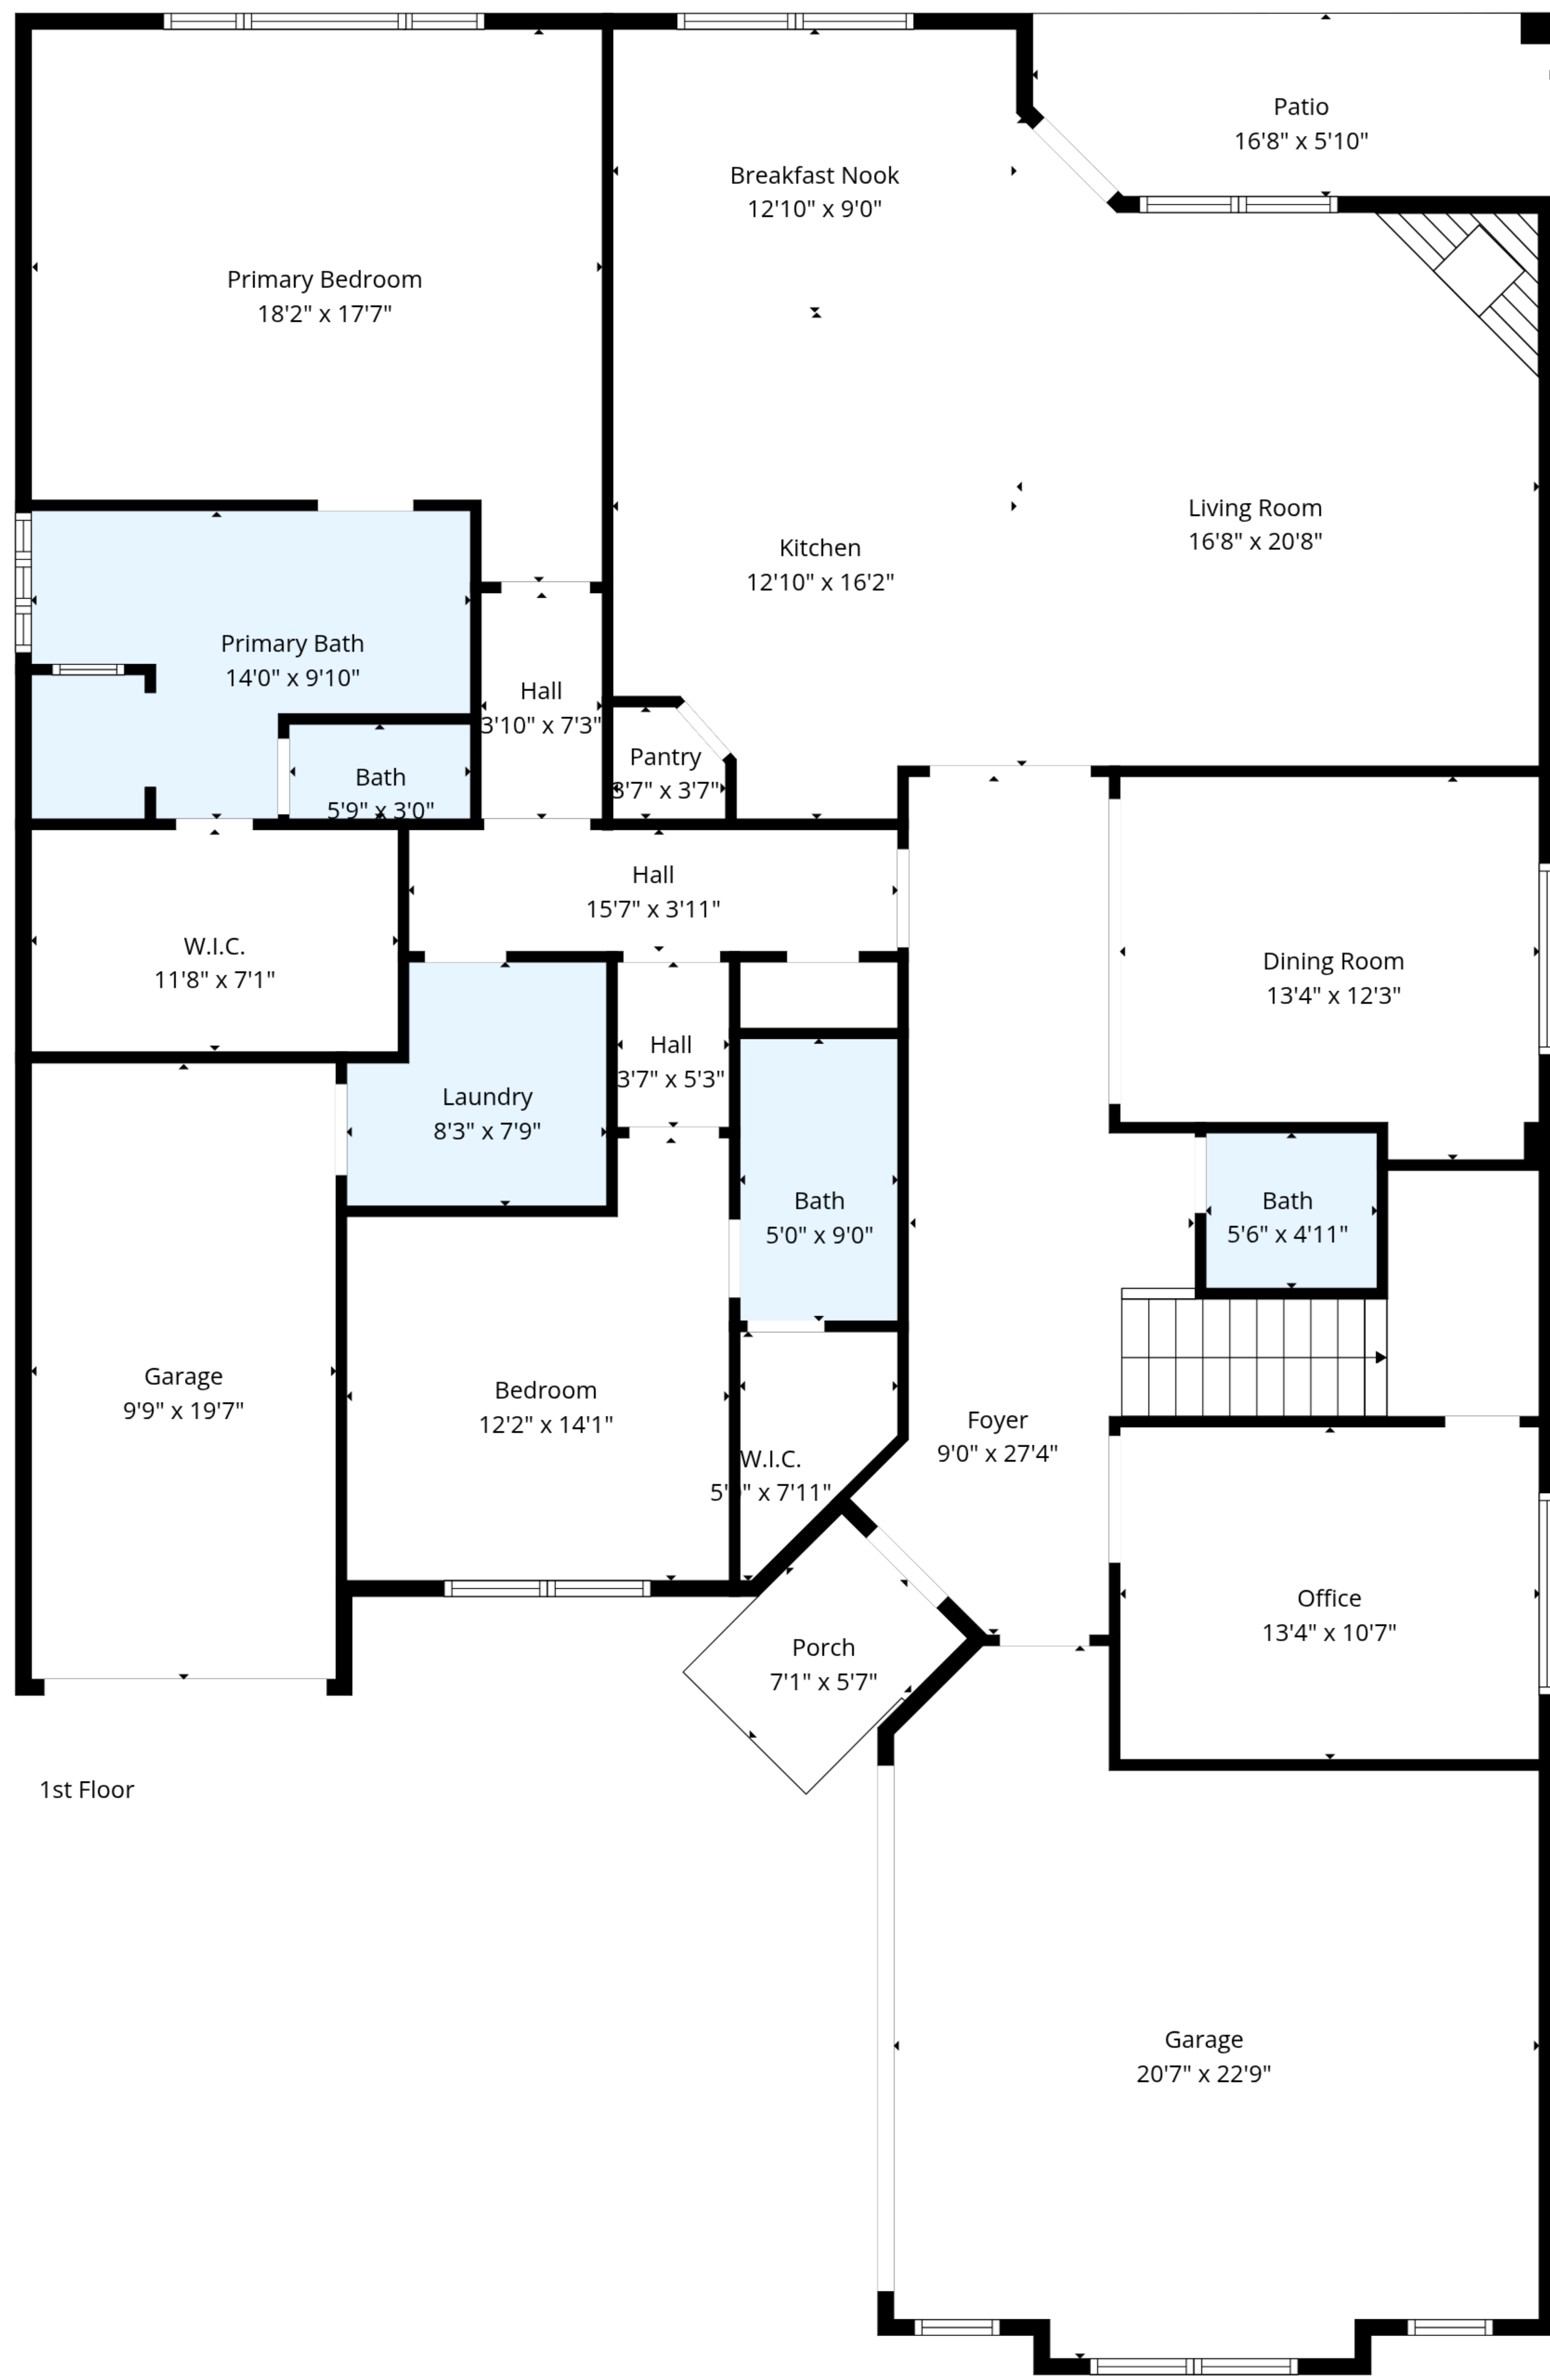 Patio
16'8" x 5'10"
Breakfast Nook
12'10" x 9'0"
Primary Bedroom
18'2" x 17'7"
Living Room
16'8" x 20'8"
Kitchen
12'10" x 16'2"
Primary Bath
14'0" x 9'10"
Hall
3'10" x 7'3"
Pantry
3'7" x 3'7"
Bath
5'9" x 3'0"
Hall
15'7" x 3'11"
W.I.C.
11'8" x 7'1"
Dining Room
13'4" x 12'3"
Hall
3'7" x 5'3"
Laundry
8'3" x 7'9"
Bath
5'0" x 9'0"
Bath
5'6" x 4'11"
Garage
9'9" x 19'7"
Bedroom
12'2" x 14'1"
Foyer
9'0" x 27'4"
W.I.C.
x 7'11"
Office
13'4" x 10'7"
Porch
7'1" x 5'7"
1st Floor
Garage
20'7" x 22'9"